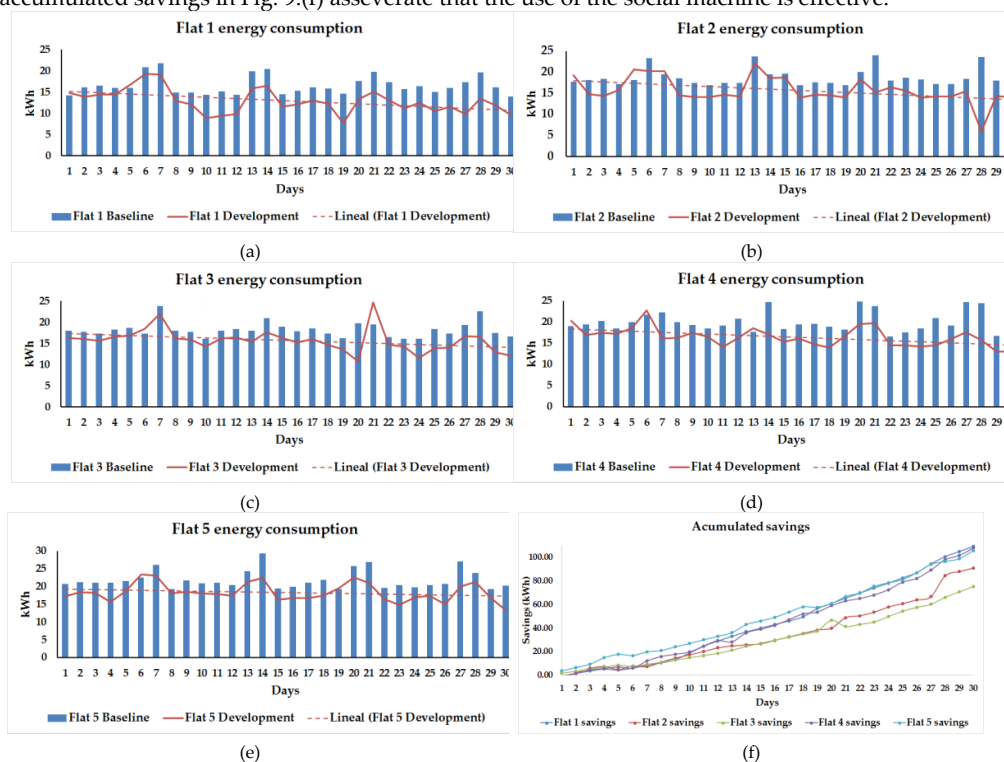 accumulated savings in Fig. 9.(f) asseverate that the use of the social machine is effective.
Flat 1 energy consumption
kWh
25
20
15
10
5
0
1 2 3 4 5 6 7 8 9 10 11 12 13 14 15 16 17 18 19 20 21 22 23 24 25 26 27 28 29 30
Days
Flat 1 Baseline Flat 1 Development Lineal (Flat 1 Development)
(a)
Flat 2 energy consumption
kWh
25
20
15
10
5
0
1 2 3 4 5 6 7 8 9 10 11 12 13 14 15 16 17 18 19 20 21 22 23 24 25 26 27 28 29
Days
Flat 2 Baseline Flat 2 Development Lineal (Flat 2 Development)
(b)
Flat 3 energy consumption
kWh
25
20
15
10
5
0
1 2 3 4 5 6 7 8 9 10 11 12 13 14 15 16 17 18 19 20 21 22 23 24 25 26 27 28 29 30
Days
Flat 3 Baseline Flat 3 Development Lineal (Flat 3 Development)
(c)
Flat 4 energy consumption
kWh
25
20
15
10
5
0
1 2 3 4 5 6 7 8 9 10 11 12 13 14 15 16 17 18 19 20 21 22 23 24 25 26 27 28 29
Days
Flat 4 Baseline Flat 4 Development Lineal (Flat 4 Development)
(d)
Flat 5 energy consumption
kWh
30
25
20
15
10
5
0
1 2 3 4 5 6 7 8 9 10 11 12 13 14 15 16 17 18 19 20 21 22 23 24 25 26 27 28 29 30
Days
Flat 5 Baseline Flat 5 Development Lineal (Flat 5 Development)
(e)
Acumulated savings
Savings (kWh)
100.00
80.00
60.00
40.00
20.00
0.00
1 2 3 4 5 6 7 8 9 10 11 12 13 14 15 16 17 18 19 20 21 22 23 24 25 26 27 28 29 30
Days
Flat 1 savings Flat 2 savings Flat 3 savings Flat 4 savings Flat 5 savings
(f)